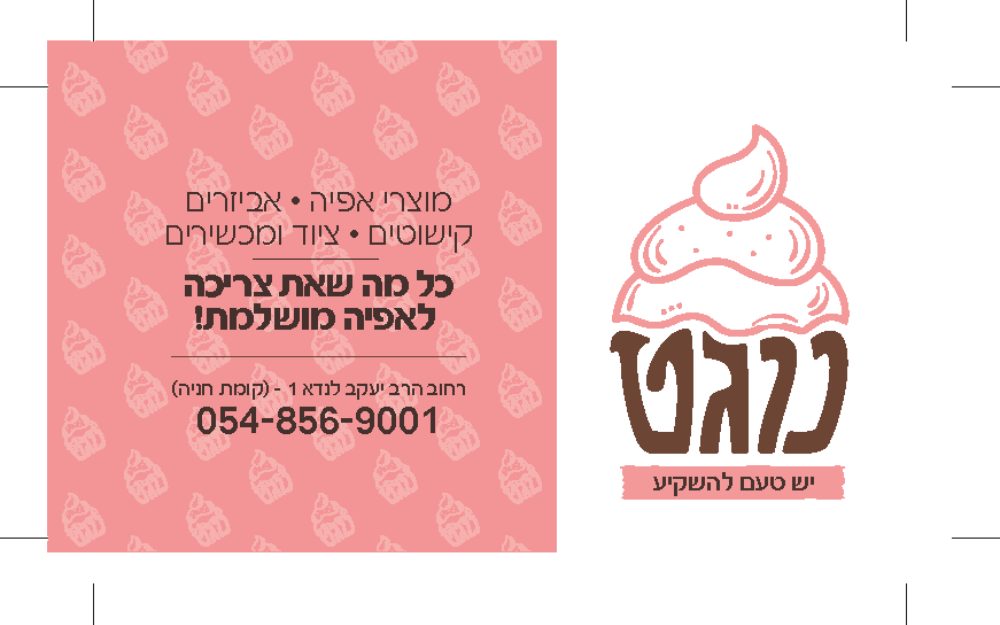 מוצרי אפיה • אביזרים
קישוטים • ציוד ומכשירים
כל מה שאת צריכה
לאפיה מושלמת!
רחוב הרב יעקב לנדא 1 - (קומת חניה)
054-856-9001
נוגט
יש טעם להשקיע